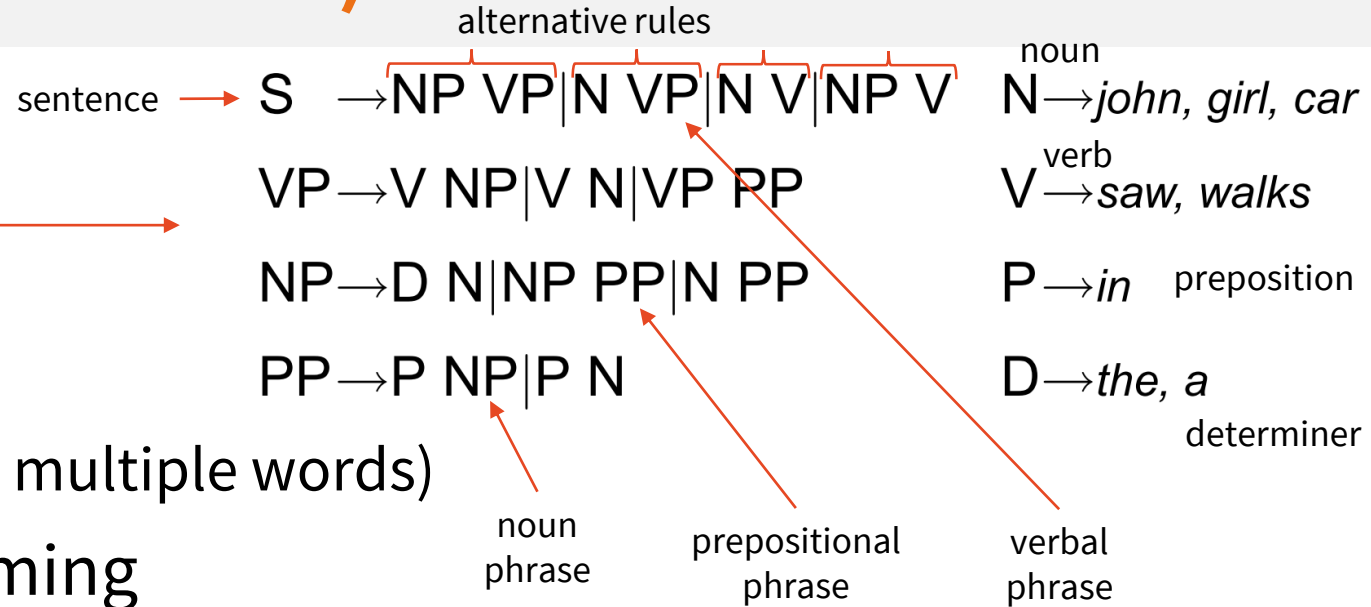 alternative rules
sentence → S →NP VP|N VP|N V|NP V
noun
N→john, girl, car
VP→V NP|V N|VP PP
verb
V→saw, walks
NP→D N|NP PP|N PP
P→in preposition
PP→P NP|P N
D→the, a
determiner
multiple words)
noun
phrase
prepositional
phrase
verbal
phrase
ming